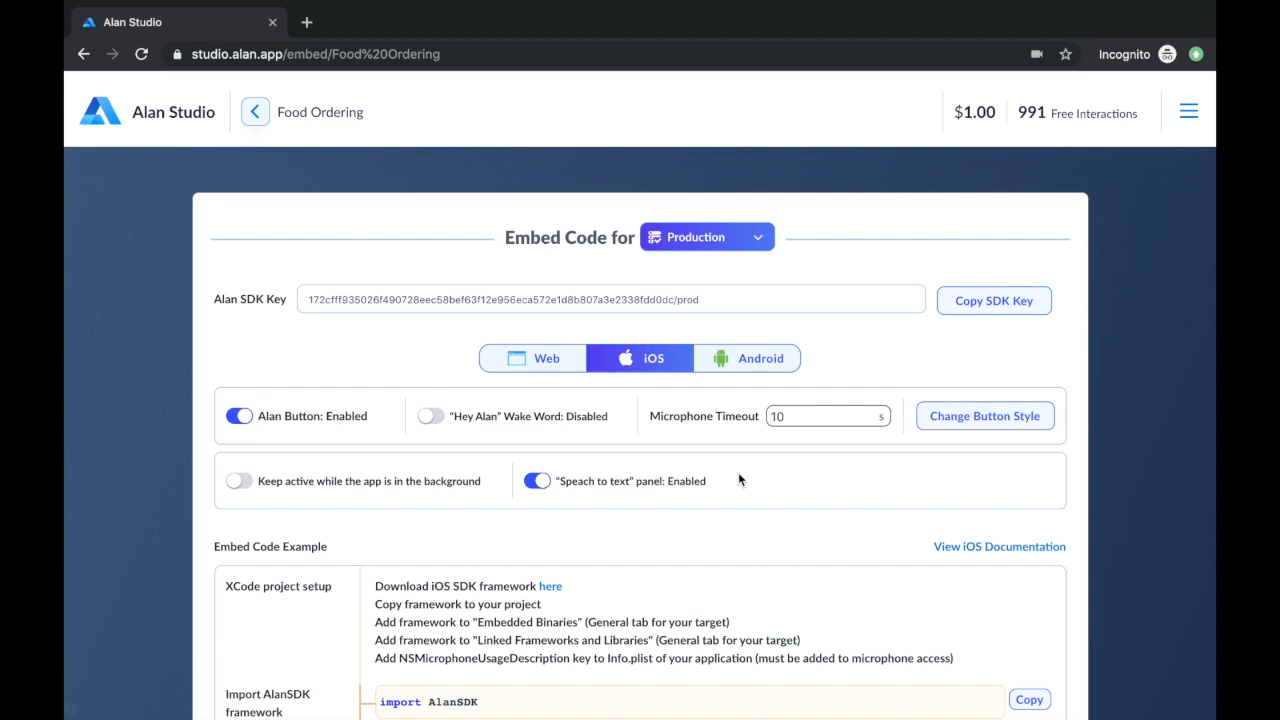 Alan Studio
studio.alan.app/embed/Food%20Ordering
Incognito
Alan Studio
Food Ordering
$1.00
991 Free Interactions
Embed Code for
Production
Alan SDK Key
172cfff935026f490728eec58bef63f12e956eca572e1d8b807a3e2338fdd0dc/prod
Copy SDK Key
Web
iOS
Android
Alan Button: Enabled
"Hey Alan" Wake Word: Disabled
Microphone Timeout
10
s
Change Button Style
Keep active while the app is in the background
"Speach to text" panel: Enabled
Embed Code Example
View iOS Documentation
XCode project setup
Download iOS SDK framework here
Copy framework to your project
Add framework to "Embedded Binaries" (General tab for your target)
Add framework to "Linked Frameworks and Libraries" (General tab for your target)
Add NSMicrophoneUsageDescription key to Info.plist of your application (must be added to microphone access)
Import AlanSDK
framework
import AlanSDK
Copy